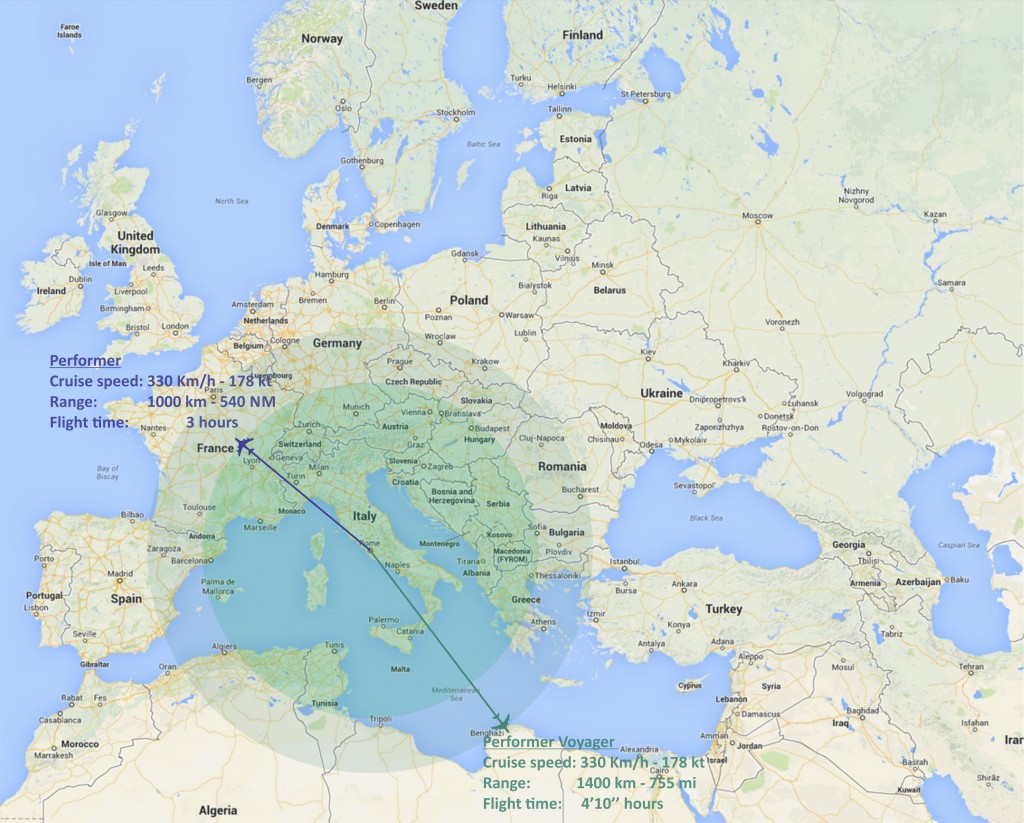 Sweden
Faroe
Islands
Norway
Finland
Bergen
Turku
Helsinki
St Petersburg
Oslo
Stockholm
Tallinn
Estonia
Baltic Sea
Gothenburg
Latvia
Riga
Nizhny
Novgorod
North Sea
Glasgow
Denmark
Copenhagen
Moscow
Kazan
United
Kingdom
Lithuania
Kaunas
Vilnius
Isle of Man
Leeds
Gdansk
Minsk
Dublin
Ireland
Liverpool
Hamburg
Bialystok
Belarus
Samara
Birmingham
Amsterdam
Bremen
Berlin
Poland
Netherlands
Poznan
Warsaw
Bristol
London
Voronezh
Belgium
Cologne
Germany
Wroclaw
Lublin
Performer
Prague
Krakow
Kiev
Kharkiv
Cruise speed: 330 Km/h - 178 kt
Luxembourg
Czech Republic
Paris
Ukraine
Volgograd
Range: 1000 km - 540 NM
Slovakia
Dnipropetrovs'k
Luhansk
Munich
Vienna
Bratislava
Donetsk
Flight time: 3 hours
Nantes
Zurich
Austria
Budapest
Moldova
Zaporizhzhya
Rostov-on-Don
France
Switzerland
Graz
Hungary
Cluj-Napoca
Chisinau
Odesa
Mykolaiv
Lyon
Geneva
Slovenia
Zagreb
Romania
Bay of
Biscay
Turin
Milan
Croatia
Sevastopol'
Bosnia and
Herzegovina
Bucharest
Toulouse
Monaco
Italy
Serbia
Bilbao
Marseille
Black Sea
Andorra
Kosovo
Sofia
Bulgaria
Porto
Zaragoza
Rome
Montenegro
Macedonia
(FYROM)
Plovdiv
Georgia
Caspian Sea
Barcelona
Naples
Tirana
Albania
Istanbul
Tbilisi
Madrid
Palma de
Mallorca
Thessaloniki
Bursa
Ankara
Armenia
Azerbaijan
Baku
Portugal
Spain
Greece
Turkey
Lisbon
Palermo
Catania
Athens
Izmir
Konya
Seville
Antalya
Adana
Tabriz
Algiers
Tunis
Gibraltar
Oran
Malta
Aleppo
Mosul
Tehran
Cyprus
Syria
Rabat
Fes
Mediterranean
Sea
Lebanon
Tunisia
Casablanca
Tripoli
Damascus
Baghdad
Iraq
Isfahan
Benghazi
Amman
Morocco
Marrakech
Performer Voyager
Alexandria
Jordan
Iran
Israel
Cruise speed: 330 Km/h - 178 kt
Cairo
Basrah
Range: 1400 km - 755 mi
Shiraz
Kuwait
Flight time: 4'10'' hours
Algeria